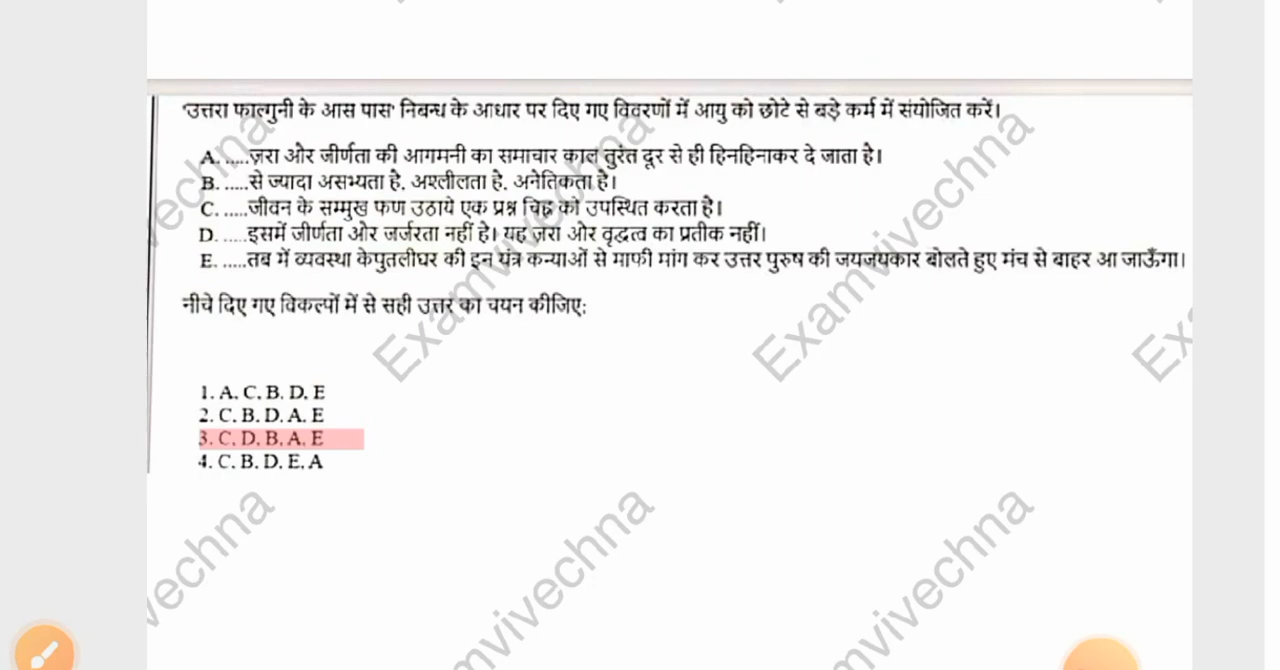 'उत्तरा फाल्गुनी के आस पास' निबन्ध के आधार पर दिए गए विवरणों में आयु को छोटे से बड़े कर्म में संयोजित करें।
A. .....ज़रा और जीर्णता की आगमनी का समाचार काल तुरंत दूर से ही हिनहिनाकर दे जाता है।
B. .....से ज्यादा असभ्यता है, अश्लीलता है, अनेतिकता है।
C. .....जीवन के सम्मुख फण उठाये एक प्रश्न चिह्न को उपस्थित करता है।
D. .....इसमें जीर्णता ओर जर्जरता नहीं है। यह ज़रा ओर वृद्धत्व का प्रतीक नहीं।
E. .....तब में व्यवस्था केपुतलीघर की इन यंत्र कन्याओं से माफी मांग कर उत्तर पुरुष की जयजयकार बोलते हुए मंच से बाहर आ जाऊँगा।
नीचे दिए गए विकल्पों में से सही उत्तर का चयन कीजिए:
1. A. C. B. D. E
2. C. B. D. A. E
3. C. D. B. A. E
4. C. B. D. E. A
vechna
Examvivechna
Examvivechna
Ex
vechna
mvivechna
mvivechna